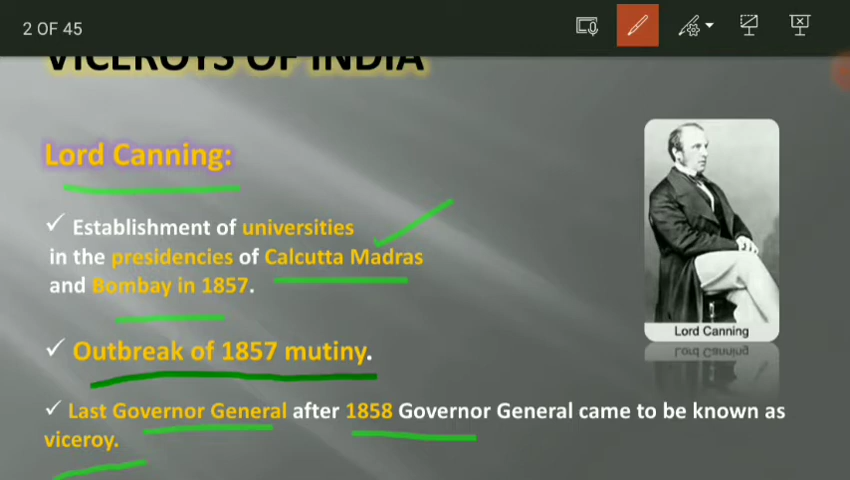 2 OF 45
VICEROYS OF INDIA
Lord Canning:
✓ Establishment of universities
in the presidencies of Calcutta Madras
and Bombay in 1857.
Lord Canning
✓ Outbreak of 1857 mutiny.
✓ Last Governor General after 1858 Governor General came to be known as
viceroy.